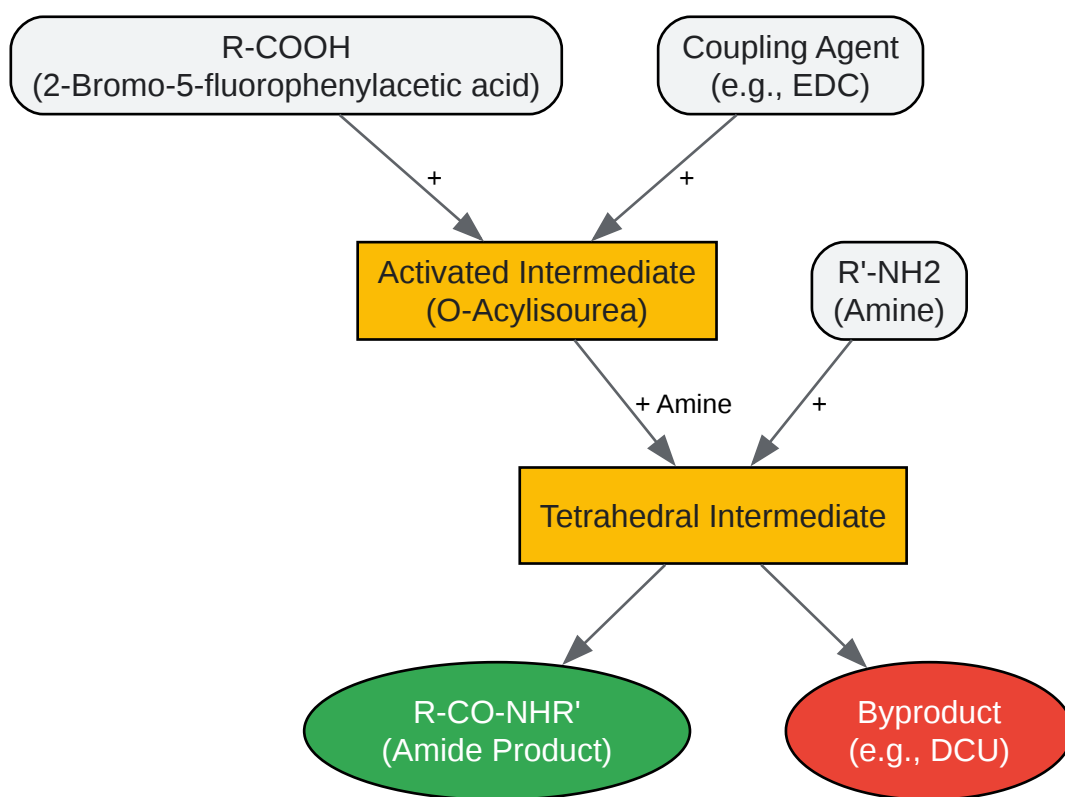 R-COOH
(2-Bromo-5-fluorophenylacetic acid)
Coupling Agent
(e.g., EDC)
+
+
Activated Intermediate
(O-Acylisourea)
R'-NH2
(Amine)
+ Amine
+
Tetrahedral Intermediate
R-CO-NHR'
(Amide Product)
Byproduct
(e.g., DCU)